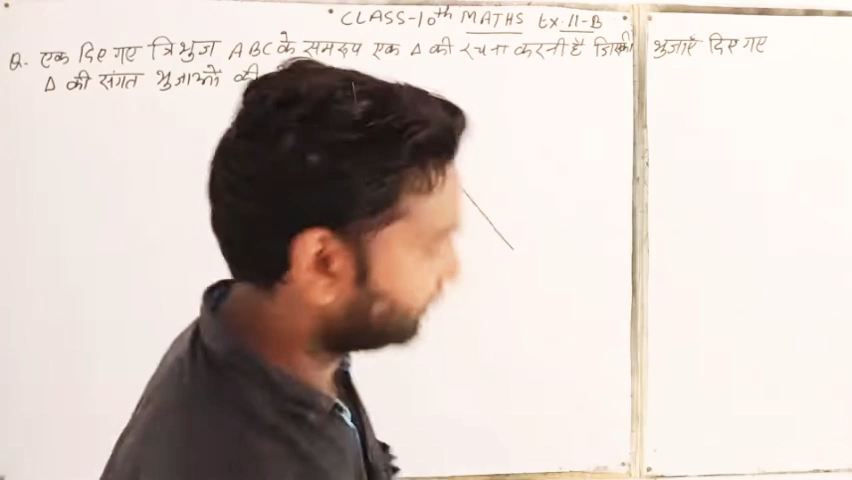 CLASS-10th MATHS Ex. 11-B
Q. एक दिए गए त्रिभुज ABC के समरूप एक Δ की रचना करनी है जिसकी भुजाएँ दिए गए
Δ की संगत भुजाओं की